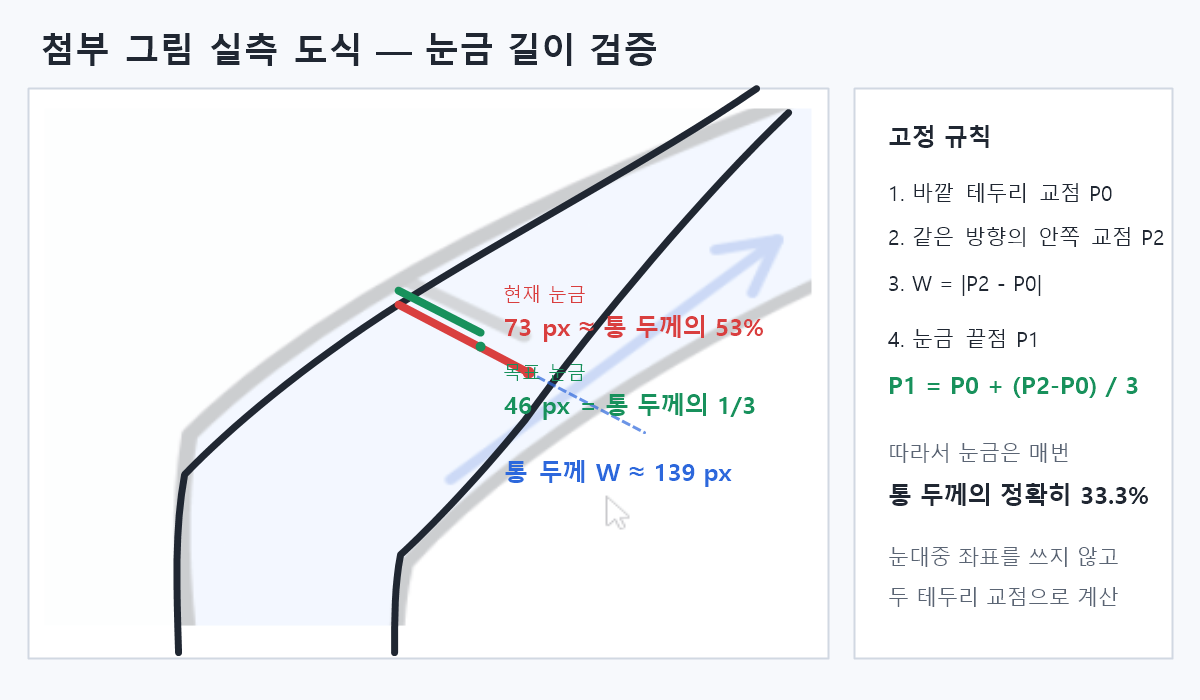 첨부 그림 실측 도식 — 눈금 길이 검증
현재 눈금
73 px ≈ 통 두께의 53%
목표 눈금
46 px = 통 두께의 1/3
통 두께 W ≈ 139 px
고정 규칙
1. 바깥 테두리 교점 P0
2. 같은 방향의 안쪽 교점 P2
3. W = |P2 - P0|
4. 눈금 끝점 P1
P1 = P0 + (P2-P0) / 3
따라서 눈금은 매번
통 두께의 정확히 33.3%
눈대중 좌표를 쓰지 않고
두 테두리 교점으로 계산